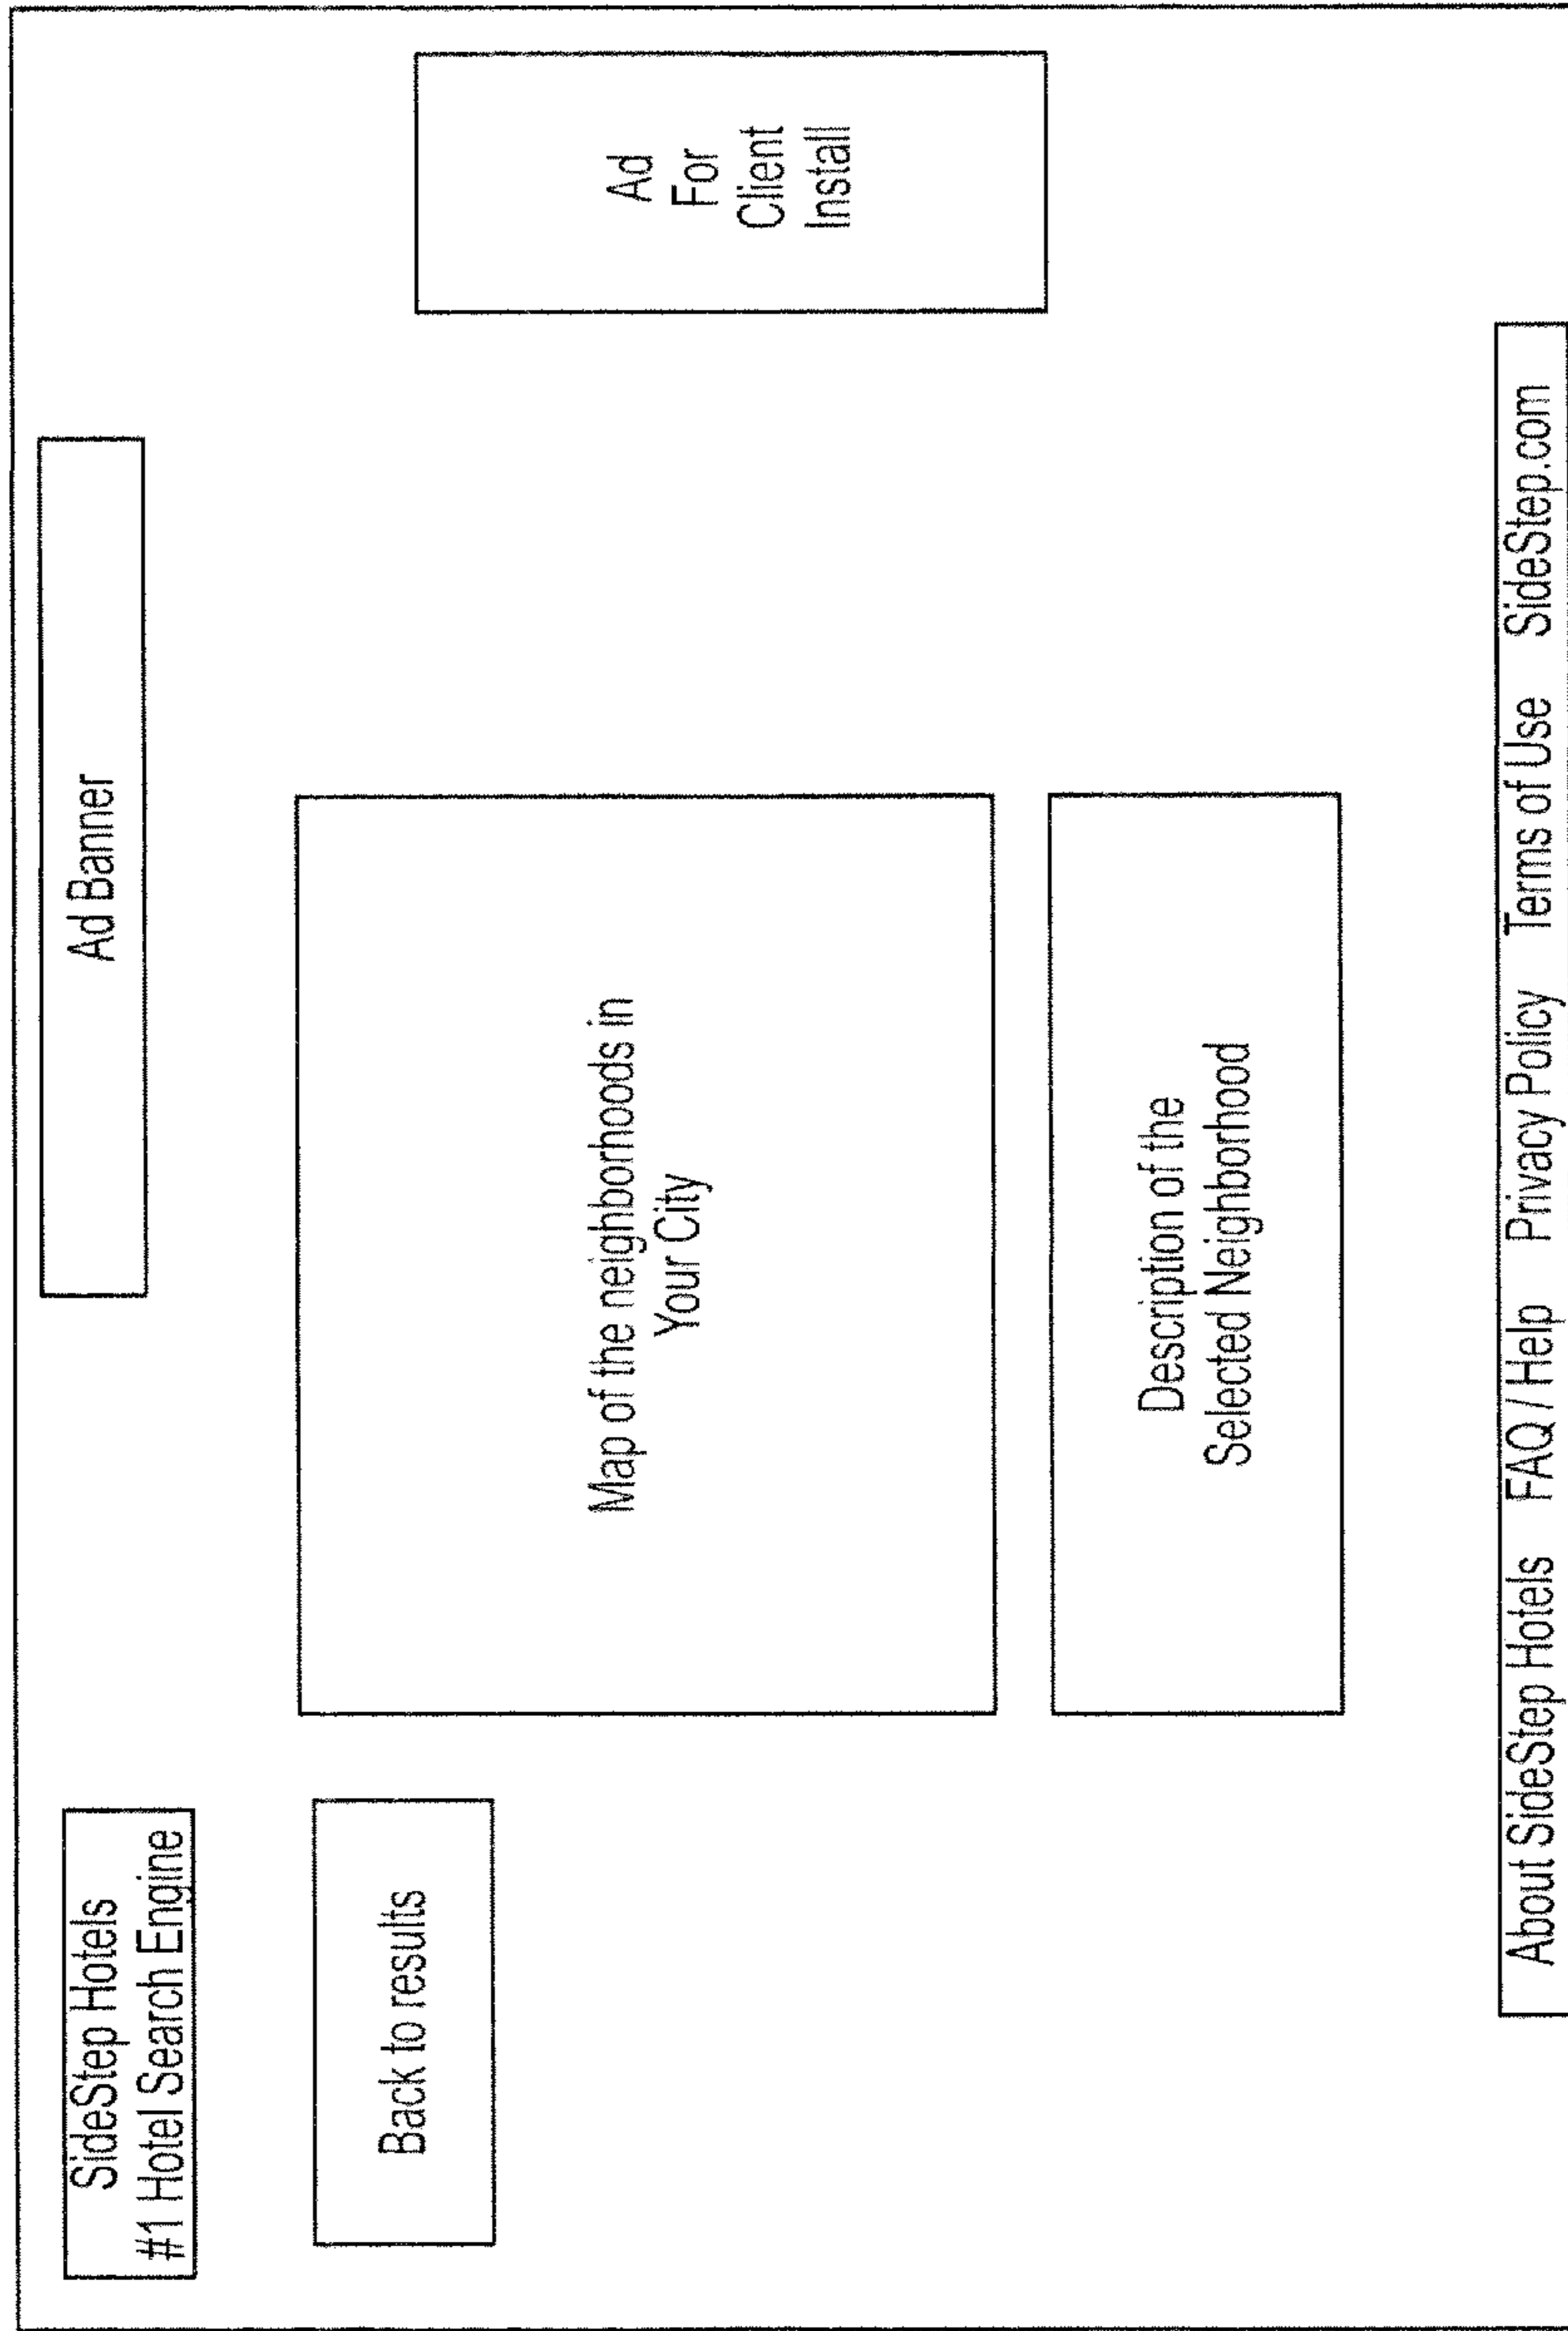 SideStep Hotels
#1 Hotel Search Engine
Ad Banner
Back to results
Map of the neighborhoods in
Your City
Ad
For
Client
Install
Description of the
Selected Neighborhood
About SideStep Hotels FAQ / Help Privacy Policy Terms of Use SideStep.com